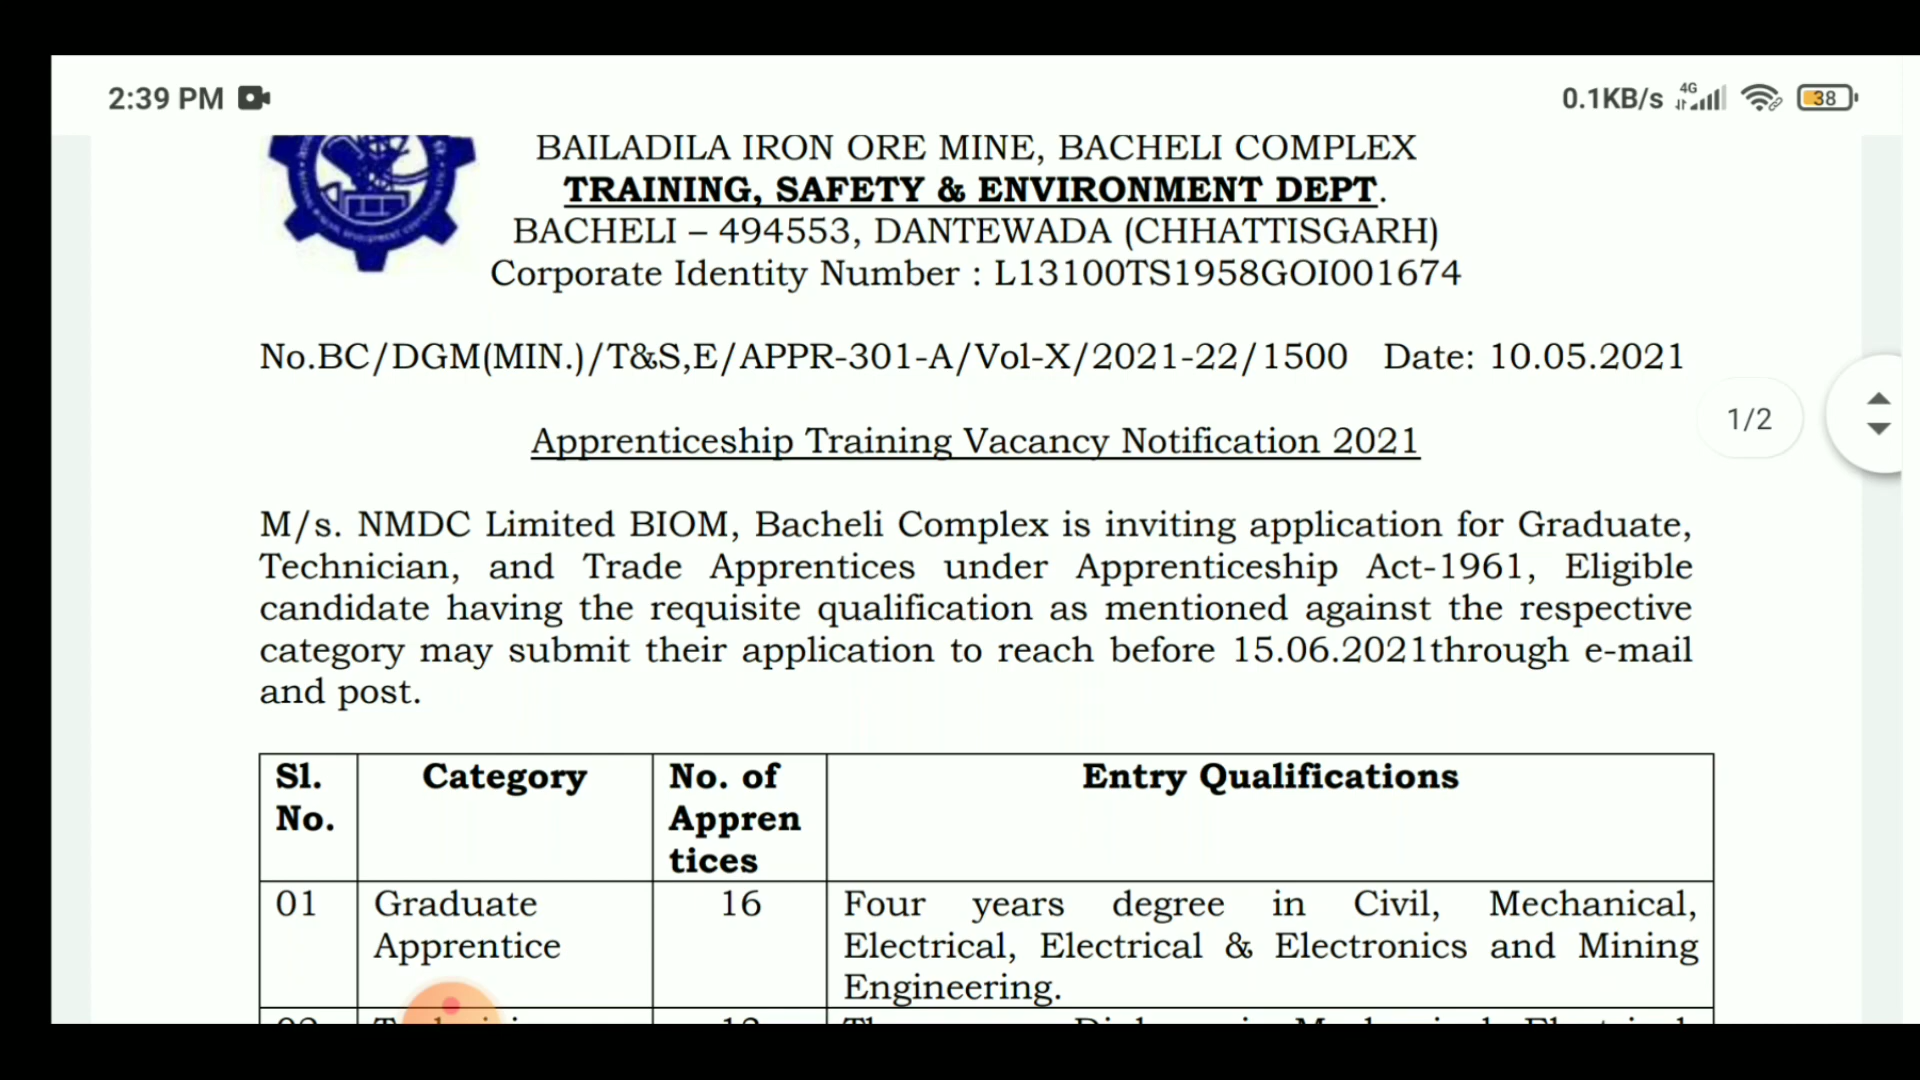 2:39 PM
0.1KB/s 4G 38
BAILADILA IRON ORE MINE, BACHELI COMPLEX
TRAINING, SAFETY & ENVIRONMENT DEPT.
BACHELI – 494553, DANTEWADA (CHHATTISGARH)
Corporate Identity Number : L13100TS1958GOI001674
No.BC/DGM(MIN.)/T&S,E/APPR-301-A/Vol-X/2021-22/1500 Date: 10.05.2021
1/2
Apprenticeship Training Vacancy Notification 2021
M/s. NMDC Limited BIOM, Bacheli Complex is inviting application for Graduate,
Technician, and Trade Apprentices under Apprenticeship Act-1961, Eligible
candidate having the requisite qualification as mentioned against the respective
category may submit their application to reach before 15.06.2021through e-mail
and post.
Sl. Category No. of Entry Qualifications
No. Appren
tices
01 Graduate 16 Four years degree in Civil, Mechanical,
Apprentice Electrical, Electrical & Electronics and Mining
Engineering.